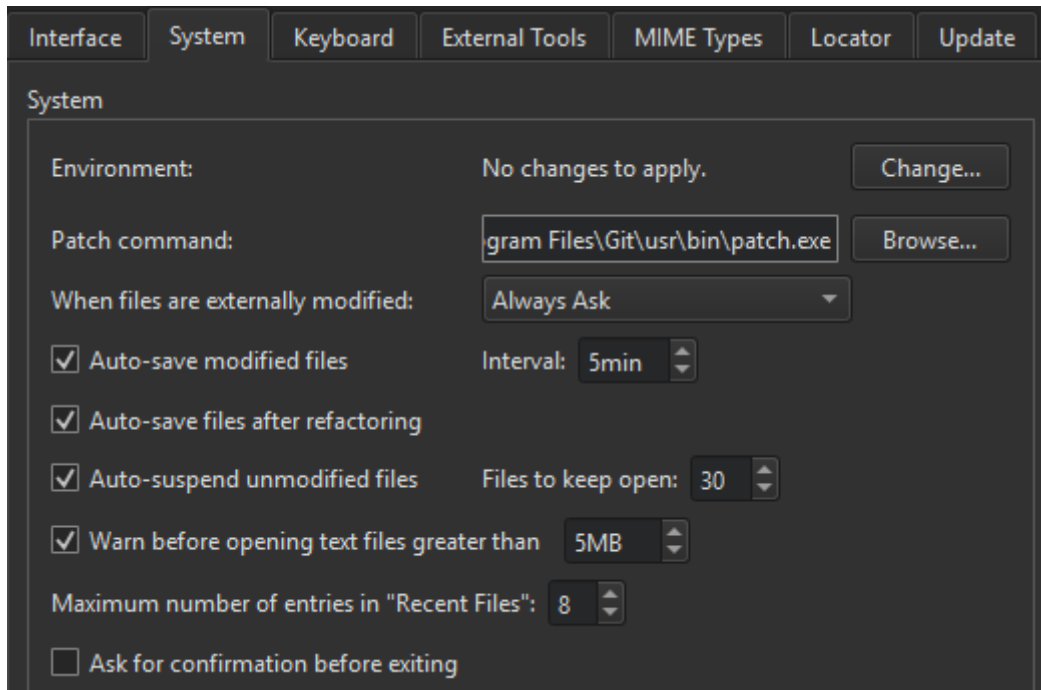 Interface System Keyboard External Tools MIME Types Locator Update
System
Environment: No changes to apply. Change...
Patch command: gram Files\Git\usr\bin\patch.exe Browse...
When files are externally modified: Always Ask
Auto-save modified files Interval: 5min
Auto-save files after refactoring
Auto-suspend unmodified files Files to keep open: 30
Warn before opening text files greater than 5MB
Maximum number of entries in "Recent Files": 8
Ask for confirmation before exiting